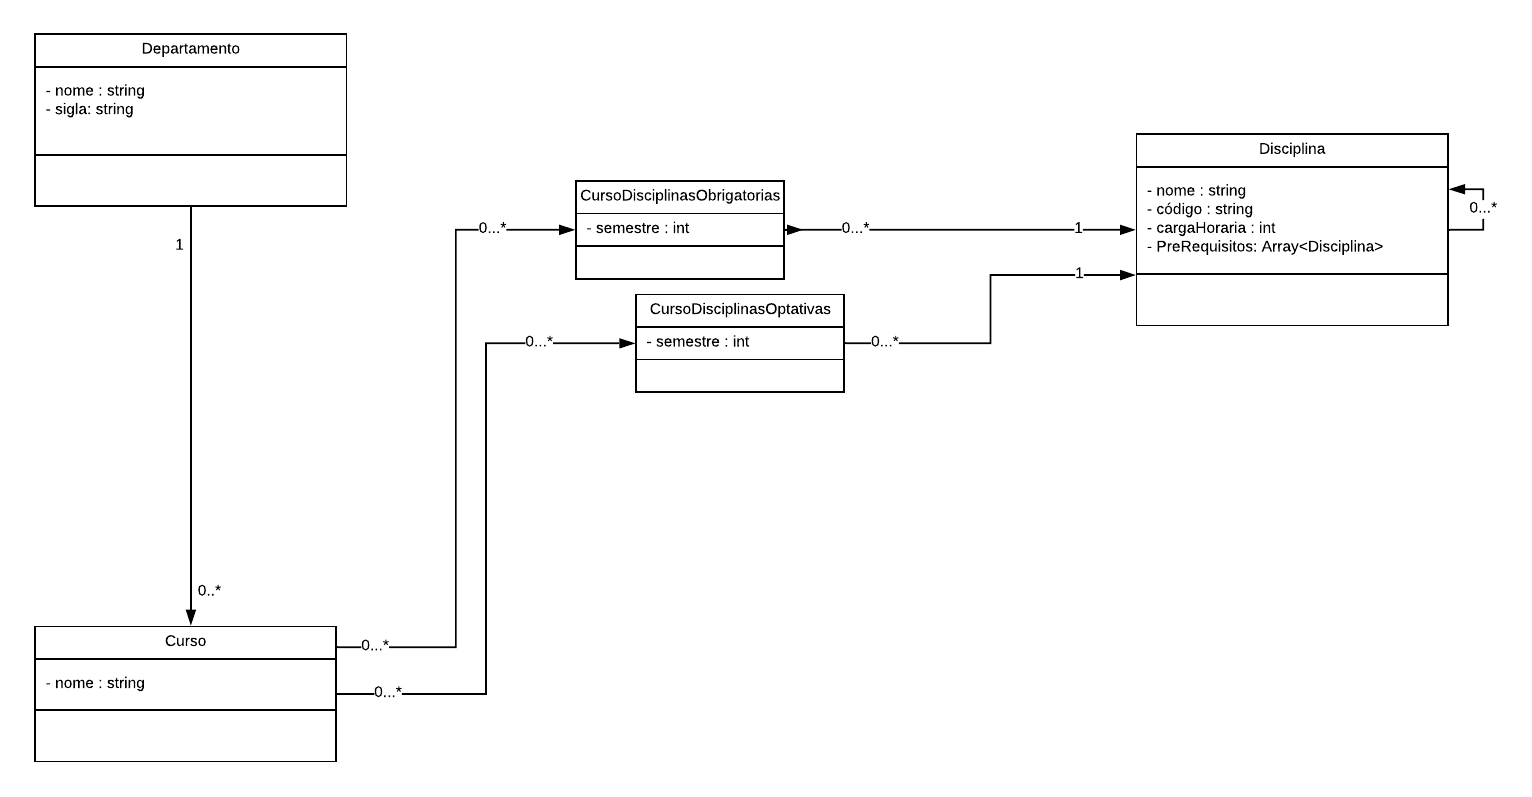 Departamento
- nome : string
- sigla: string
1
0..*
Curso
- nome : string
0...*
0...*
0...*
0...*
CursoDisciplinasObrigatorias
- semestre : int
CursoDisciplinasOptativas
- semestre : int
0...*
1
0...*
1
Disciplina
- nome : string
- código : string
- cargaHoraria : int
- PreRequisitos: Array<Disciplina>
0...*